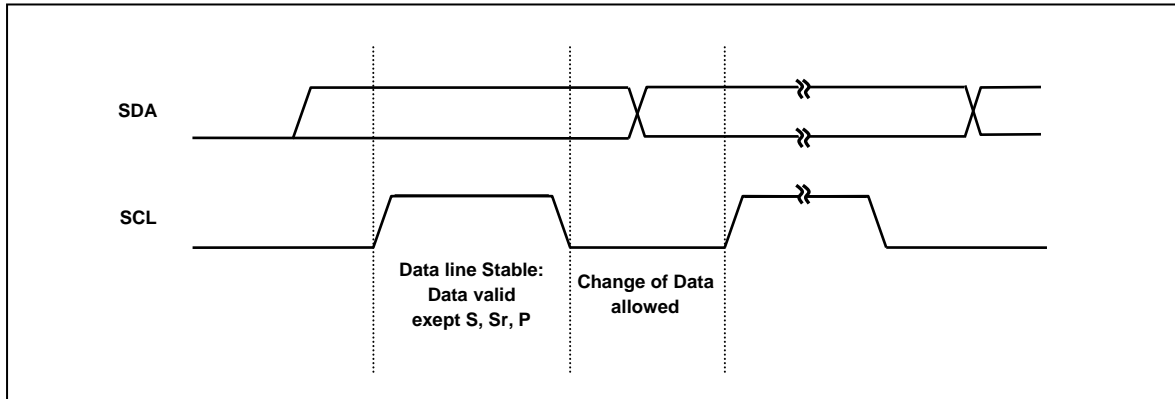 SDA
SCL
Data line Stable:
Data valid
exept S, Sr, P
Change of Data
allowed